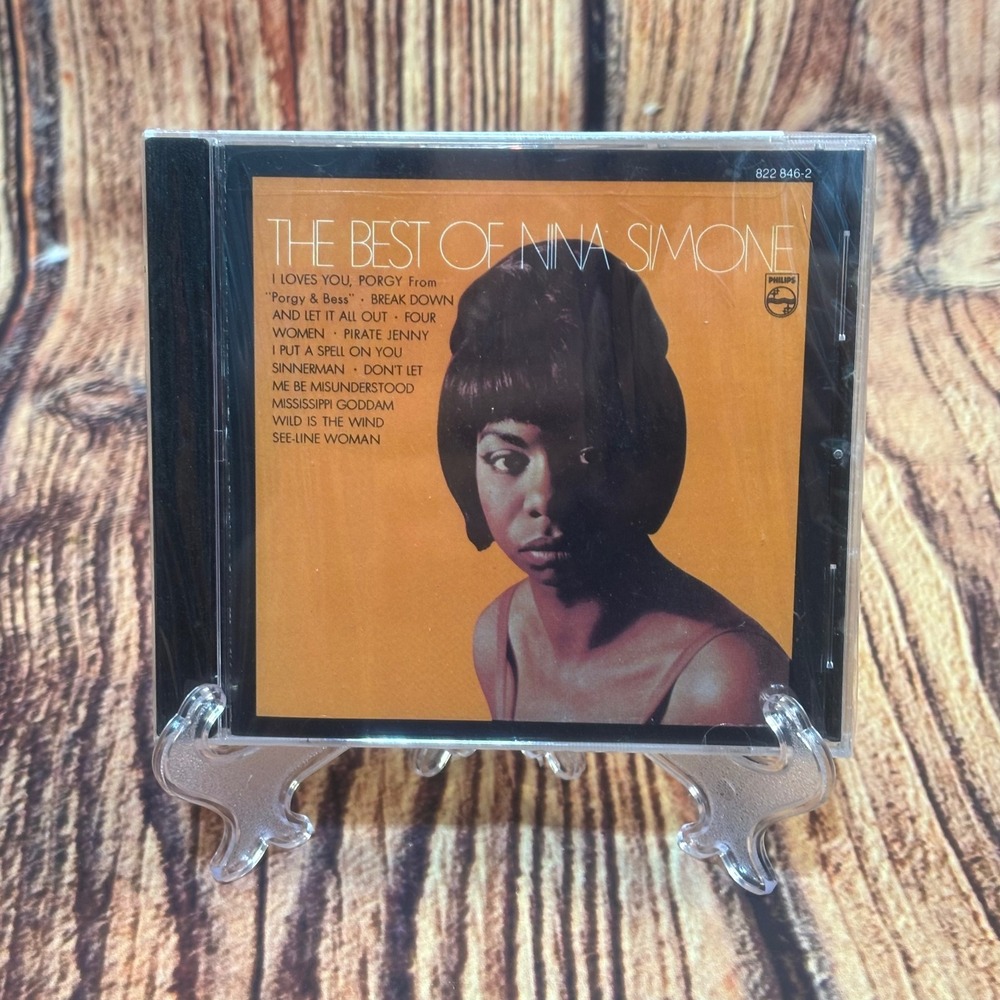 822 846-2
THE BEST OF NINA SIMONE
I LOVES YOU, PORGY From
"Porgy & Bess" • BREAK DOWN
AND LET IT ALL OUT • FOUR
WOMEN • PIRATE JENNY
I PUT A SPELL ON YOU
SINNERMAN • DON'T LET
ME BE MISUNDERSTOOD
MISSISSIPPI GODDAM
WILD IS THE WIND
SEE-LINE WOMAN
PHILIPS